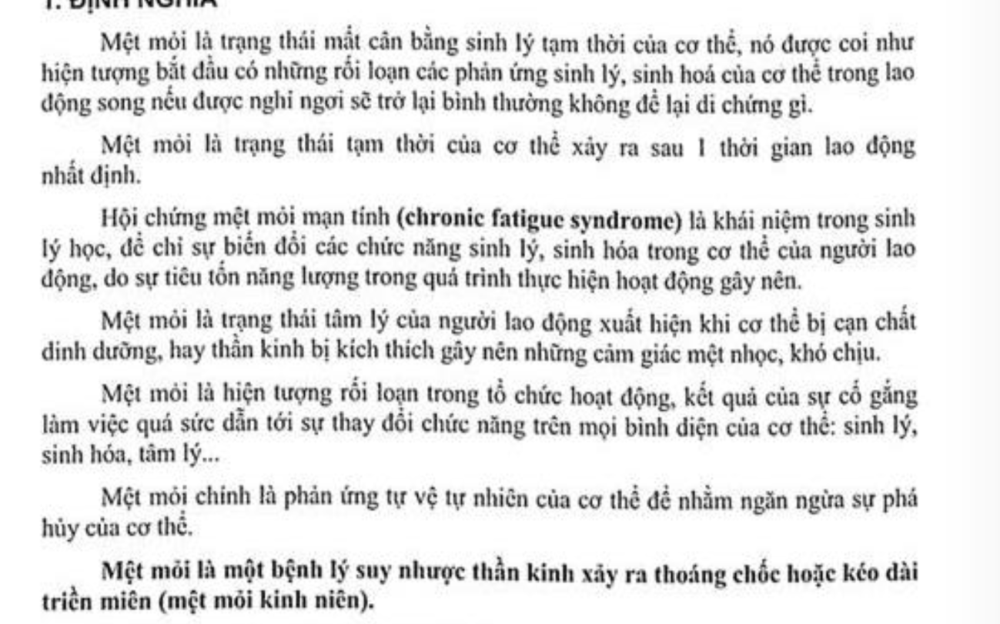 1. ĐỊNH NGHĨA
Mệt mỏi là trạng thái mất cân bằng sinh lý tạm thời của cơ thể, nó được coi như
hiện tượng bắt đầu có những rối loạn các phản ứng sinh lý, sinh hoá của cơ thể trong lao
động song nếu được nghỉ ngơi sẽ trở lại bình thường không để lại di chứng gì.
Mệt mỏi là trạng thái tạm thời của cơ thể xảy ra sau 1 thời gian lao động
nhất định.
Hội chứng mệt mỏi mạn tính (chronic fatigue syndrome) là khái niệm trong sinh
lý học, để chỉ sự biến đổi các chức năng sinh lý, sinh hóa trong cơ thể của người lao
động, do sự tiêu tốn năng lượng trong quá trình thực hiện hoạt động gây nên.
Mệt mỏi là trạng thái tâm lý của người lao động xuất hiện khi cơ thể bị cạn chất
dinh dưỡng, hay thần kinh bị kích thích gây nên những cảm giác mệt nhọc, khó chịu.
Mệt mỏi là hiện tượng rối loạn trong tổ chức hoạt động, kết quả của sự cố gắng
làm việc quá sức dẫn tới sự thay đổi chức năng trên mọi bình diện của cơ thể: sinh lý,
sinh hóa, tâm lý...
Mệt mỏi chính là phản ứng tự vệ tự nhiên của cơ thể để nhằm ngăn ngừa sự phá
hủy của cơ thể.
Mệt mỏi là một bệnh lý suy nhược thần kinh xảy ra thoáng chốc hoặc kéo dài
triền miên (mệt mỏi kinh niên).